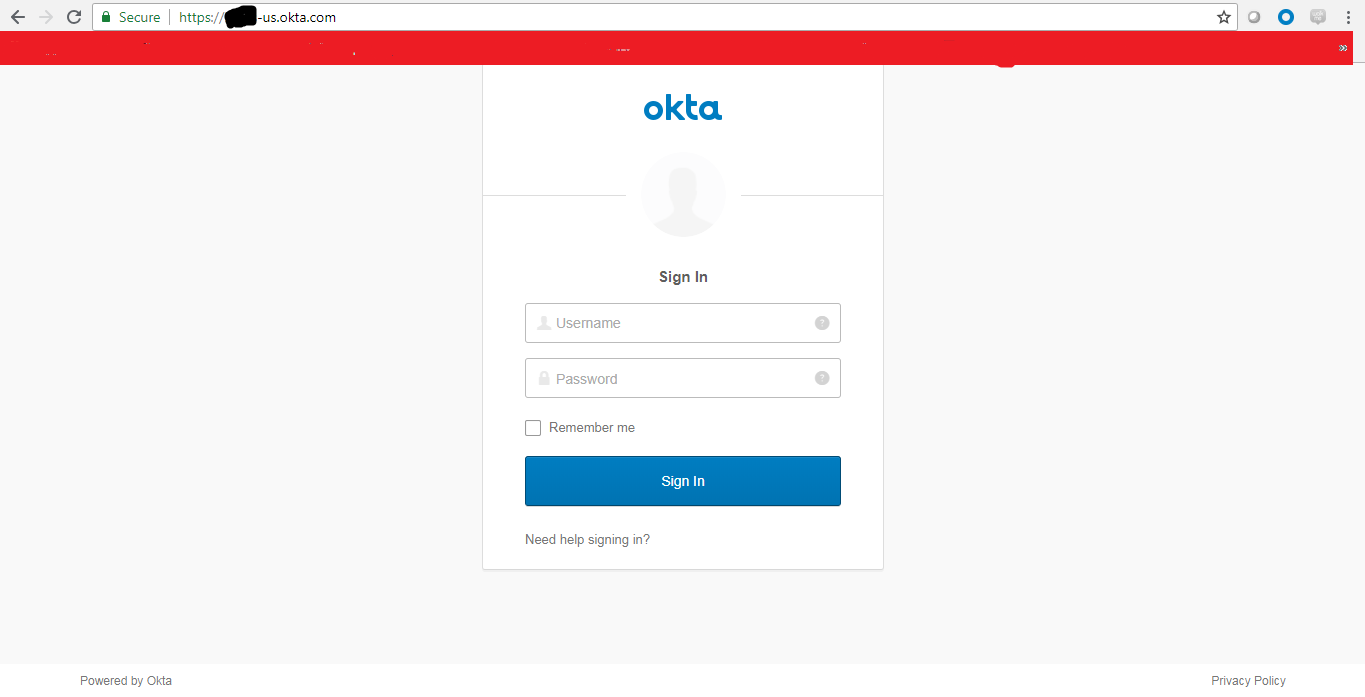 Secure https://-us.okta.com
okta
Sign In
Username
Password
Remember me
Sign In
Need help signing in?
Powered by Okta Privacy Policy